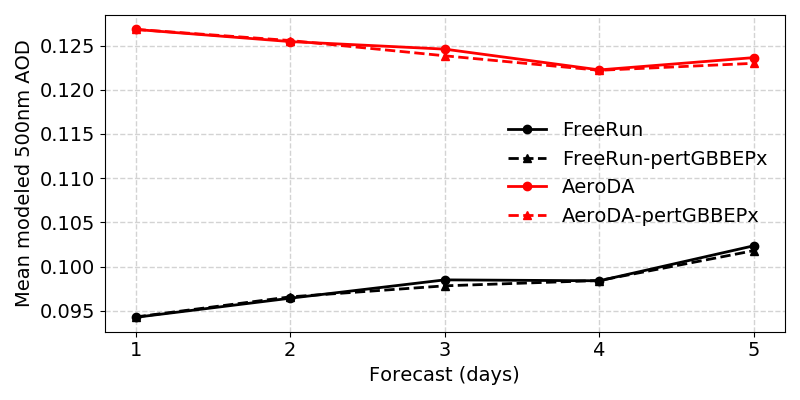 Mean modeled 500nm AOD
0.125
0.120
0.115
0.110
0.105
0.100
0.095
FreeRun
FreeRun-pertGBBEPx
AeroDA
AeroDA-pertGBBEPx
1 2 3 4 5
Forecast (days)